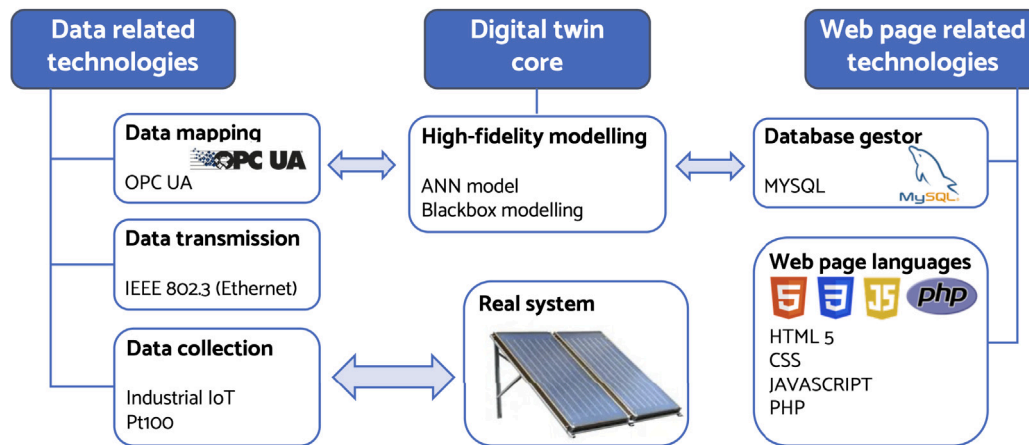 Data related
technologies
Digital twin
core
Web page related
technologies
Data mapping
OPC UA
OPC UA
High-fidelity modelling
ANN model
Blackbox modelling
Database gestor
MYSQL
MySQL
Data transmission
IEEE 802.3 (Ethernet)
Data collection
Industrial IoT
Pt100
Real system
Web page languages
5
3
JS
php
HTML 5
CSS
JAVASCRIPT
PHP